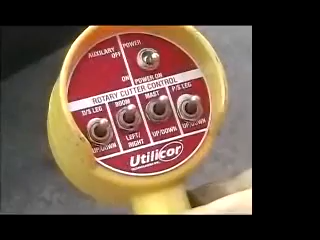 AUXILARY POWER
OFF
ON POWER ON
ROTARY CUTTER CONTROL
D/S LEG BOOM MAST P/S LEG
UP/DOWN LEFT/RIGHT UP/DOWN UP/DOWN
Utilicor